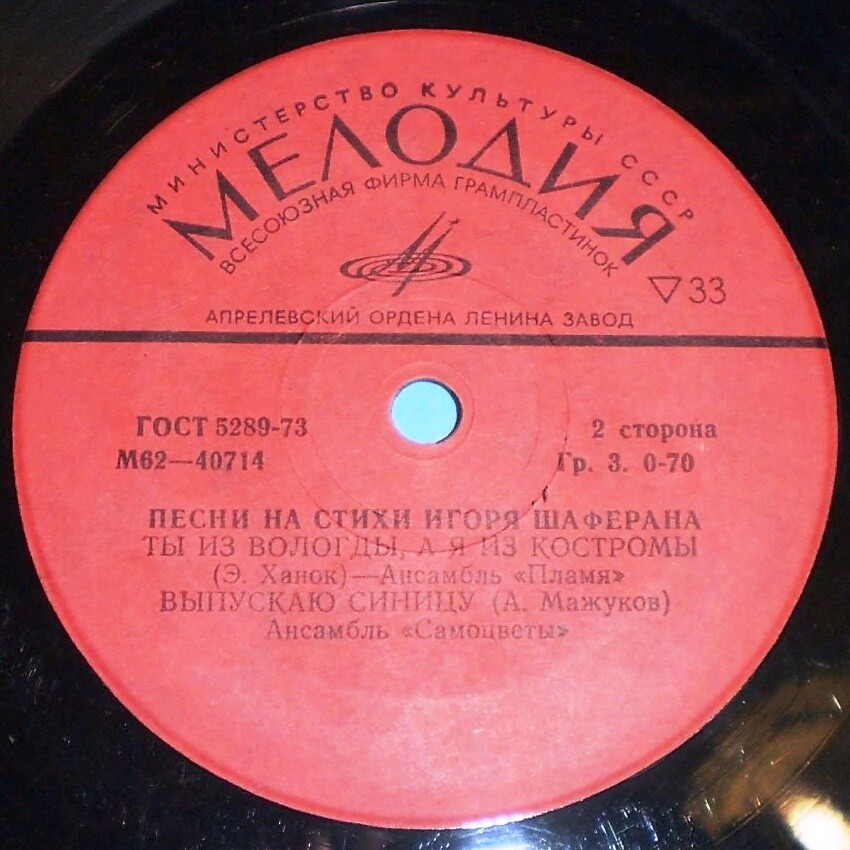 МИНИСТЕРСТВО КУЛЬТУРЫ СССР
МЕЛОДИЯ
ВСЕСОЮЗНАЯ ФИРМА ГРАМПЛАСТИНОК
▽33
АПРЕЛЕВСКИЙ ОРДЕНА ЛЕНИНА ЗАВОД
ГОСТ 5289-73
2 сторона
М62—40714
Гр. 3. 0-70
ПЕСНИ НА СТИХИ ИГОРЯ ШАФЕРАНА
ТЫ ИЗ ВОЛОГДЫ, А Я ИЗ КОСТРОМЫ
(Э. Ханок)—Ансамбль «Пламя»
ВЫПУСКАЮ СИНИЦУ (А. Мажуков)
Ансамбль «Самоцветы»